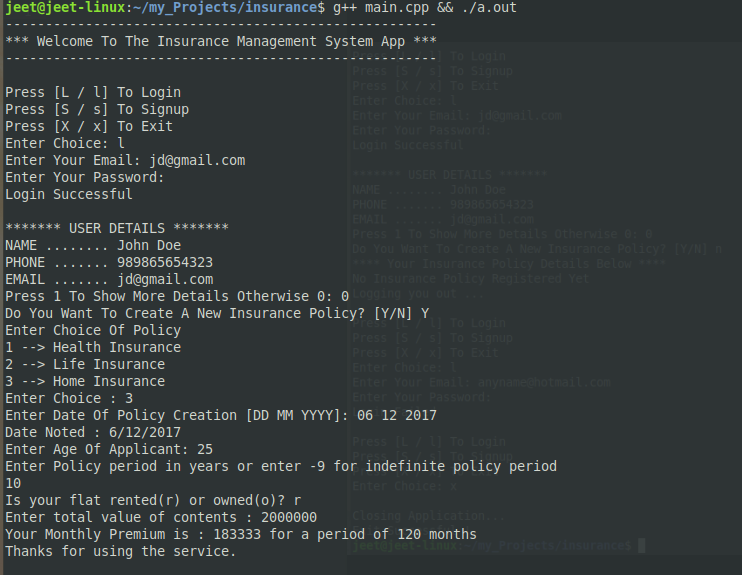 jeet@jeet-linux:~/my_Projects/insurance$ g++ main.cpp && ./a.out
-----------------------------------------------------
*** Welcome To The Insurance Management System App ***
-----------------------------------------------------
Press [L / l] To Login
Press [S / s] To Signup
Press [X / x] To Exit
Enter Choice: l
Enter Your Email: jd@gmail.com
Enter Your Password:
Login Successful
******* USER DETAILS *******
NAME ........ John Doe
PHONE ....... 989865654323
EMAIL ....... jd@gmail.com
Press 1 To Show More Details Otherwise 0: 0
Do You Want To Create A New Insurance Policy? [Y/N] Y
Enter Choice Of Policy
1 --> Health Insurance
2 --> Life Insurance
3 --> Home Insurance
Enter Choice : 3
Enter Date Of Policy Creation [DD MM YYYY]: 06 12 2017
Date Noted : 6/12/2017
Enter Age Of Applicant: 25
Enter Policy period in years or enter -9 for indefinite policy period
10
Is your flat rented(r) or owned(o)? r
Enter total value of contents : 2000000
Your Monthly Premium is : 183333 for a period of 120 months
Thanks for using the service.
Press [L / l] To Login
Press [S / s] To Signup
Press [X / x] To Exit
Enter Choice: l
Enter Your Email: jd@gmail.com
Enter Your Password:
Login Successful
******* USER DETAILS *******
NAME ........ John Doe
PHONE ....... 989865654323
EMAIL ....... jd@gmail.com
Press 1 To Show More Details Otherwise 0: 0
Do You Want To Create A New Insurance Policy? [Y/N] n
**** Your Insurance Policy Details Below ****
No Insurance Policy Registered Yet
Logging you out ...
Press [L / l] To Login
Press [S / s] To Signup
Press [X / x] To Exit
Enter Choice: l
Enter Your Email: anyname@hotmail.com
Enter Your Password:
Press [L / l] To Login
Press [S / s] To Signup
Enter Choice: x
Closing Application...
jeet@jeet-linux:~/my_Projects/insurance$